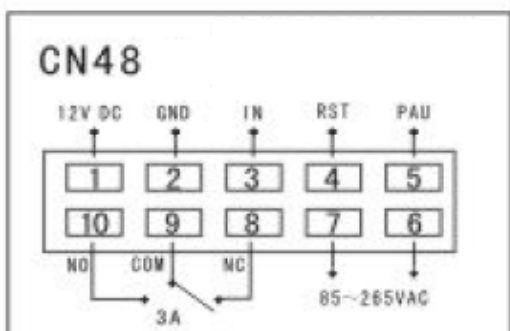 CN48
12V DC GND IN RST PAU
1 2 3 4 5
10 9 8 7 6
NO COM NC
85~265VAC
3A